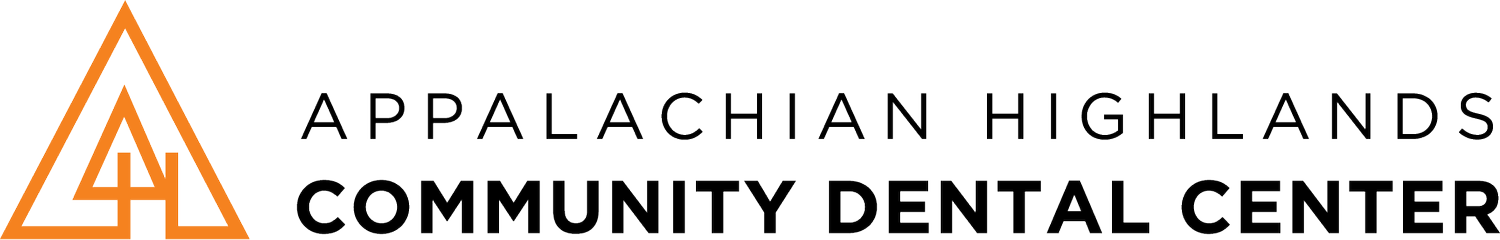 APPALACHIAN HIGHLANDS
COMMUNITY DENTAL CENTER